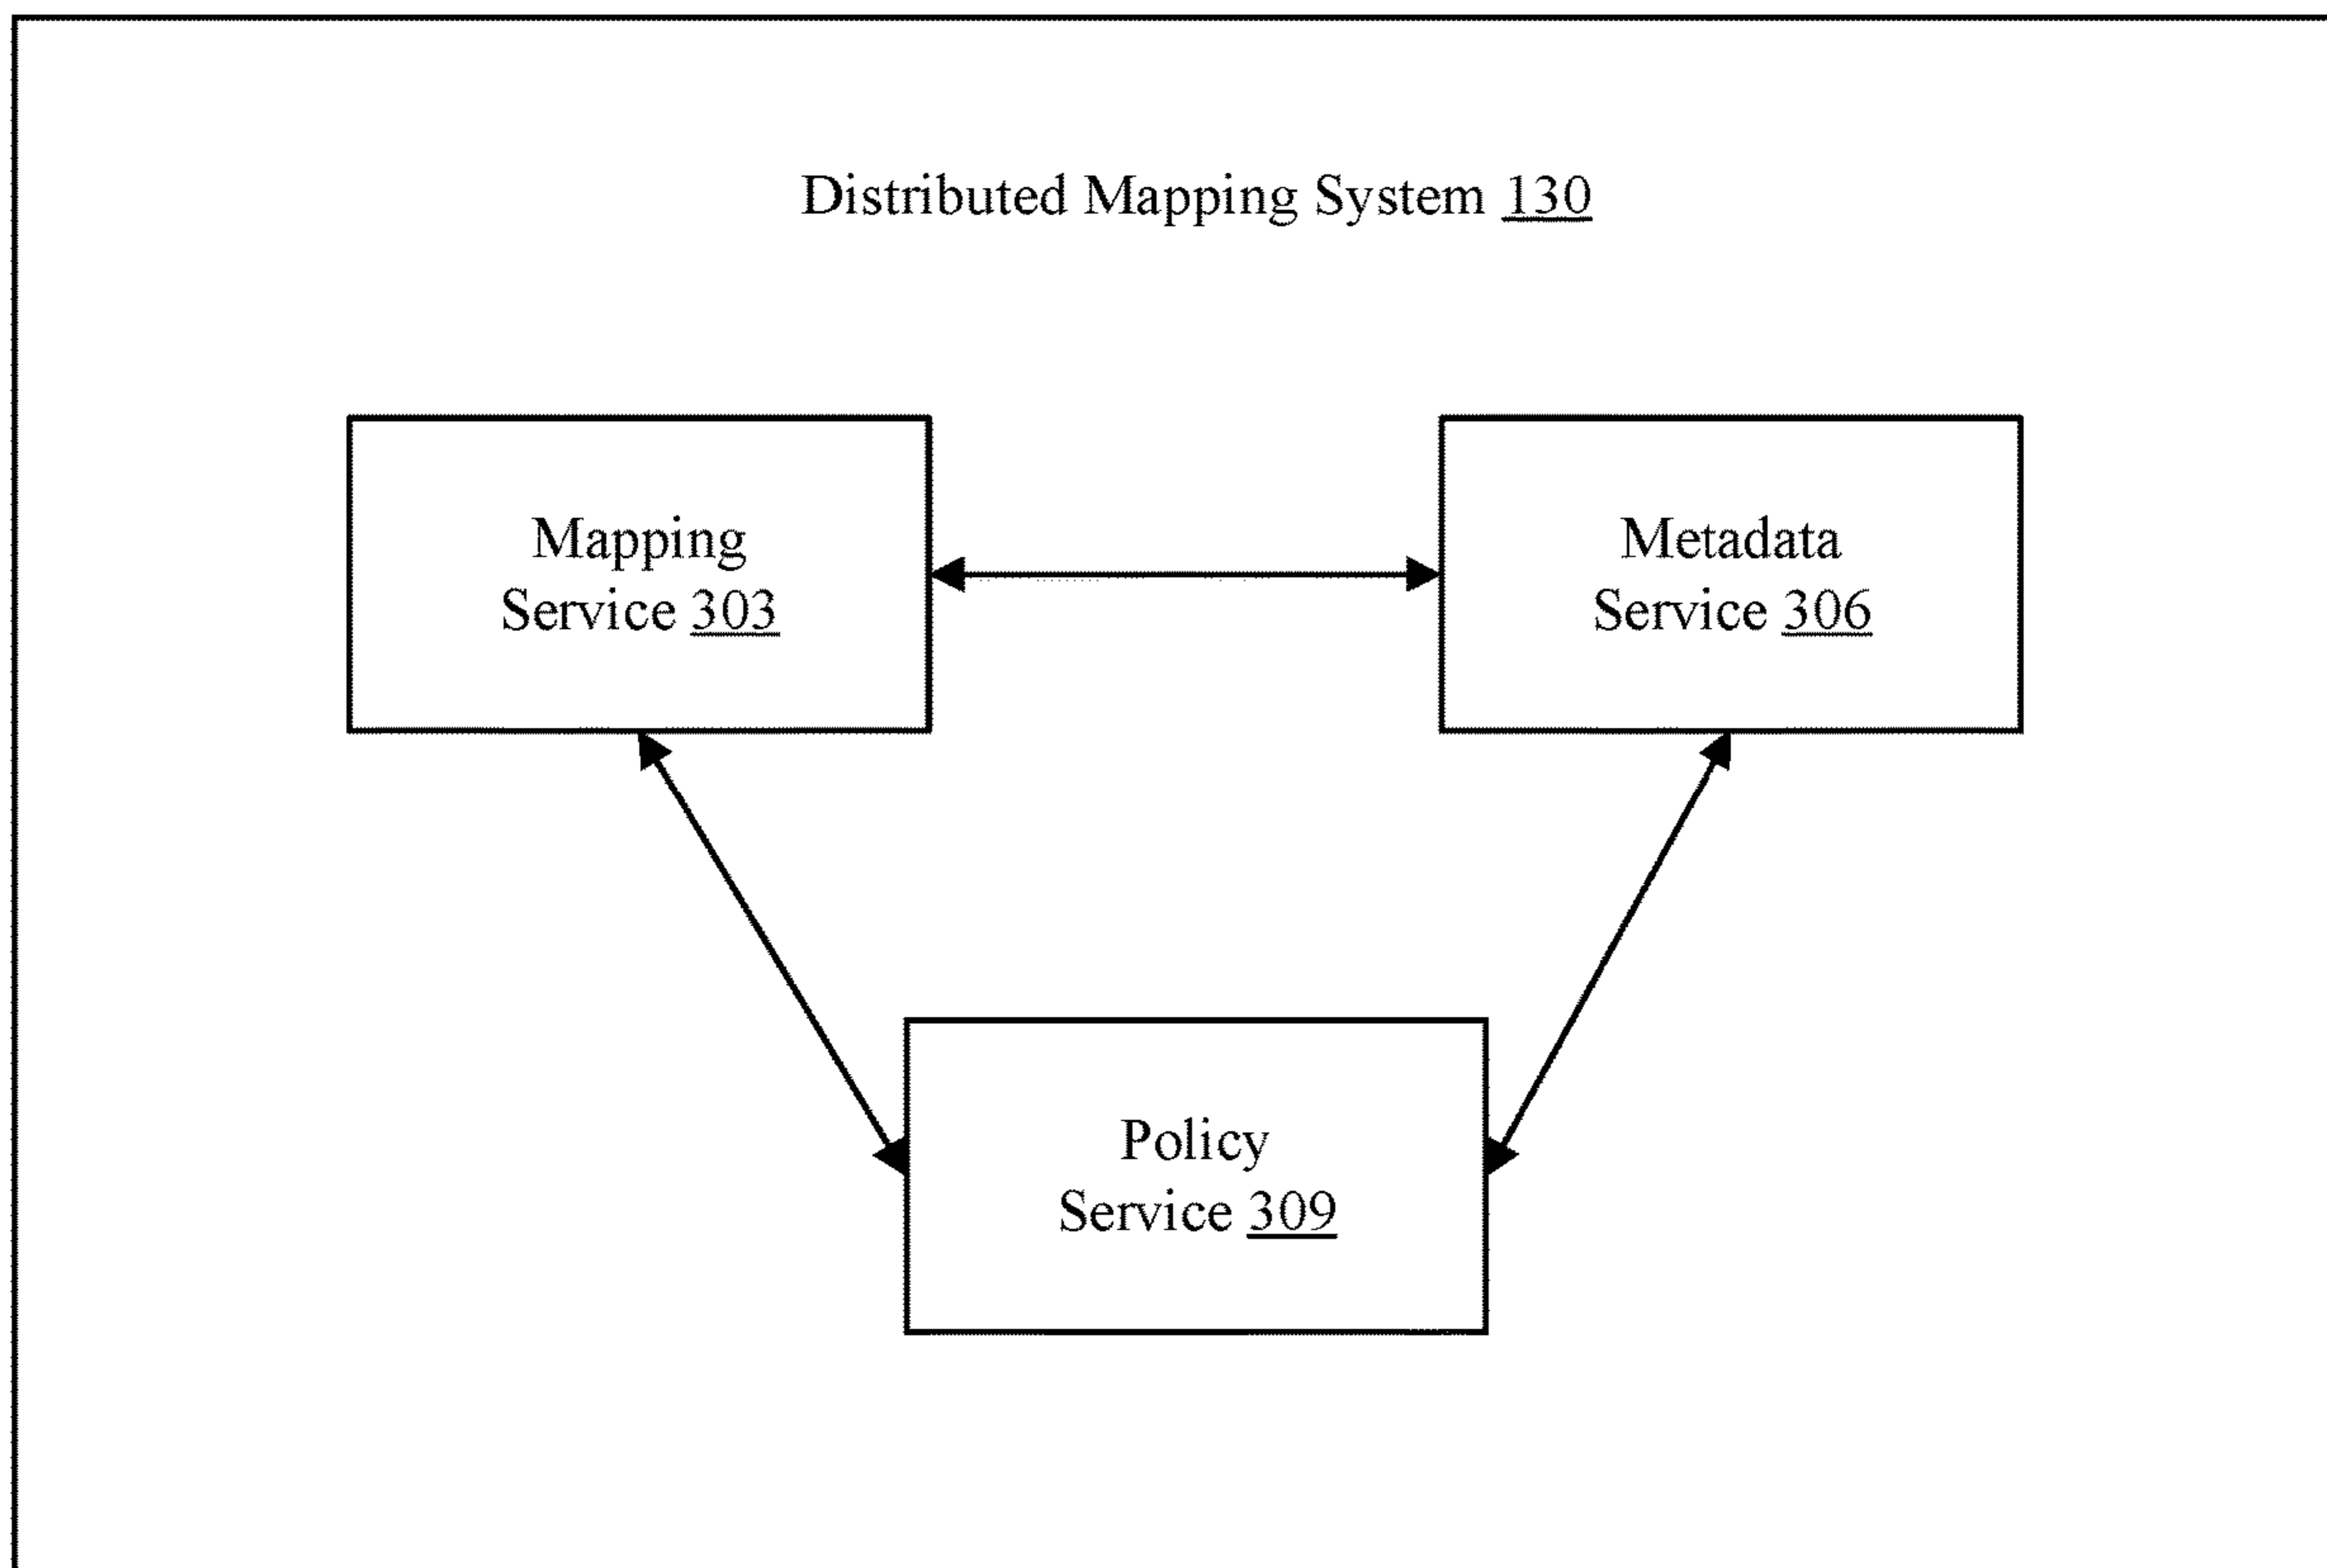 Distributed Mapping System 130
Mapping
Service 303
Metadata
Service 306
Policy
Service 309